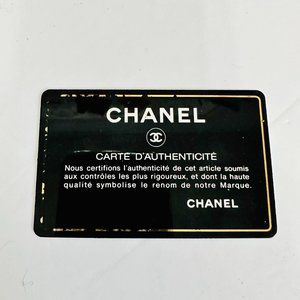 CHANEL
CARTE D'AUTHENTICITÉ
Nous certifions l'authenticité de cet article soumis
aux contrôles les plus rigoureux, et dont la haute
qualité symbolise le renom de notre Marque.
CHANEL